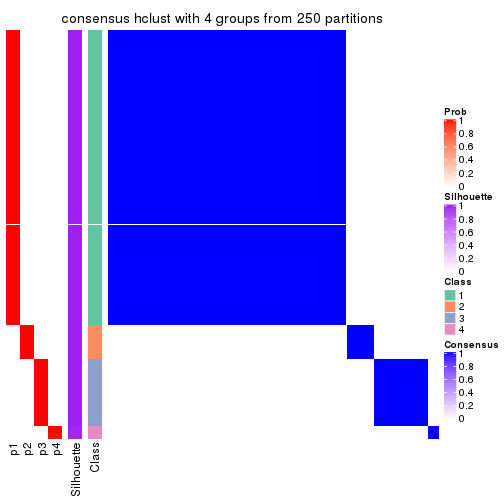 consensus hclust with 4 groups from 250 partitions
Prob
1
0.8
0.6
0.4
0.2
0
Silhouette
1
0.8
0.6
0.4
0.2
0
Class
1
2
3
4
Consensus
1
0.8
0.6
0.4
0.2
0
p1
p2
p3
p4
Silhouette
Class